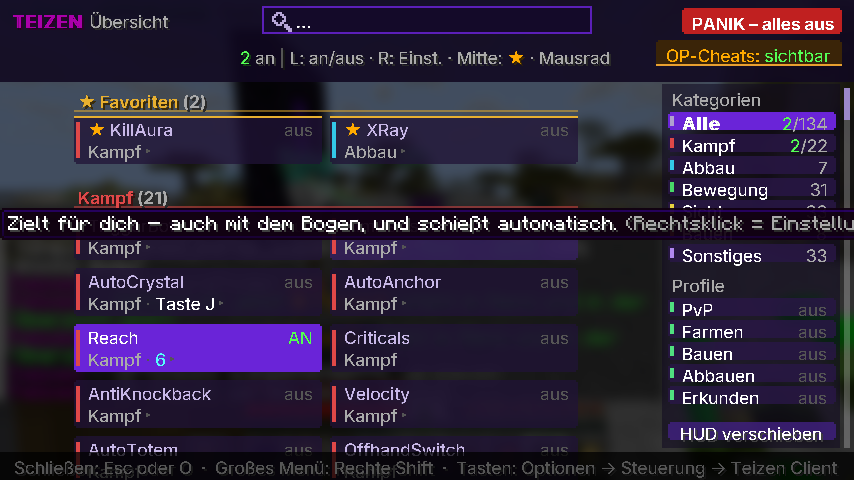 TEIZEN Übersicht
...
PANIK – alles aus
2 an | L: an/aus · R: Einst. · Mitte: ★ · Mausrad
OP-Cheats: sichtbar
★ Favoriten (2)
★ KillAura aus
Kampf
★ XRay aus
Abbau
Kampf (21)
Zielt für dich – auch mit dem Bogen, und schießt automatisch. (Rechtsklick = Einstellu
Kampf
Kampf
AutoCrystal aus
Kampf · Taste J
AutoAnchor aus
Kampf
Reach AN
Kampf · 6
Criticals aus
Kampf
AntiKnockback aus
Kampf
Velocity aus
Kampf
AutoTotem aus
OffhandSwitch aus
Kategorien
Alle 2/134
Kampf 2/22
Abbau 7
Bewegung 31
Sonstiges 33
Profile
PvP aus
Farmen aus
Bauen aus
Abbauen aus
Erkunden aus
HUD verschieben
Schließen: Esc oder O · Großes Menü: Rechte Shift · Tasten: Optionen → Steuerung → Teizen Client